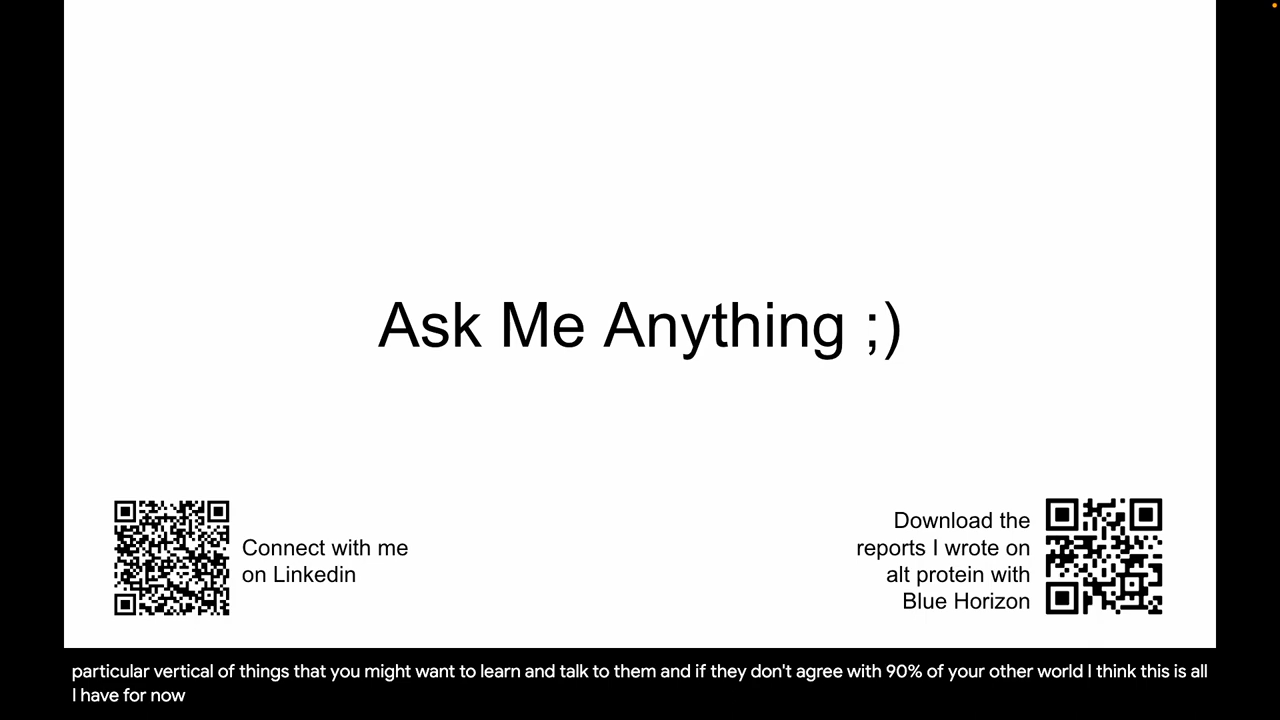 Ask Me Anything ;)
Connect with me
on Linkedin
Download the
reports I wrote on
alt protein with
Blue Horizon
particular vertical of things that you might want to learn and talk to them and if they don't agree with 90% of your other world I think this is all
I have for now